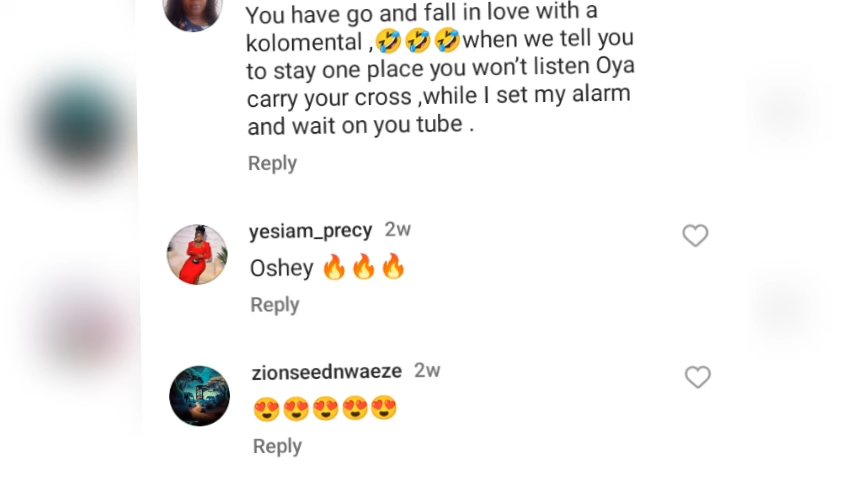 You have go and fall in love with a
kolomental ,🤣🤣🤣when we tell you
to stay one place you won't listen Oya
carry your cross ,while I set my alarm
and wait on you tube .
Reply
yesiam_precy 2w
Oshey 🔥🔥🔥
Reply
zionseednwaeze 2w
😍😍😍😍😍
Reply